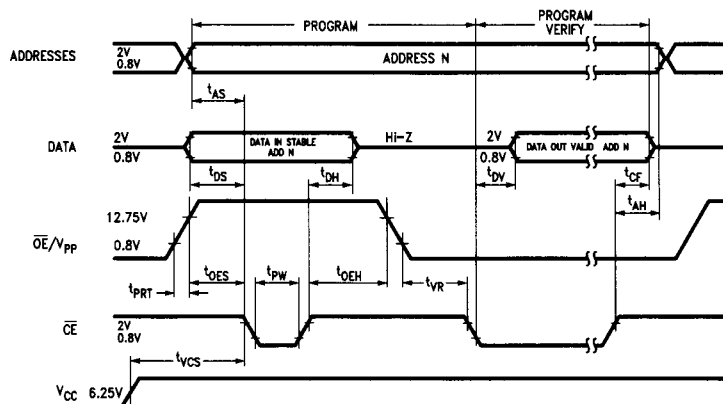 PROGRAM
PROGRAM VERIFY
ADDRESSES
2V
0.8V
ADDRESS N
tAS
DATA
2V
0.8V
DATA IN STABLE
ADD N
Hi-Z
2V
0.8V
DATA OUT VALID ADD N
tDS
tDH
tDV
tCF
tAH
OE/VPP
12.75V
0.8V
tPRT
tOES
tPW
tOEH
tVR
CE
2V
0.8V
tVCS
VCC
6.25V